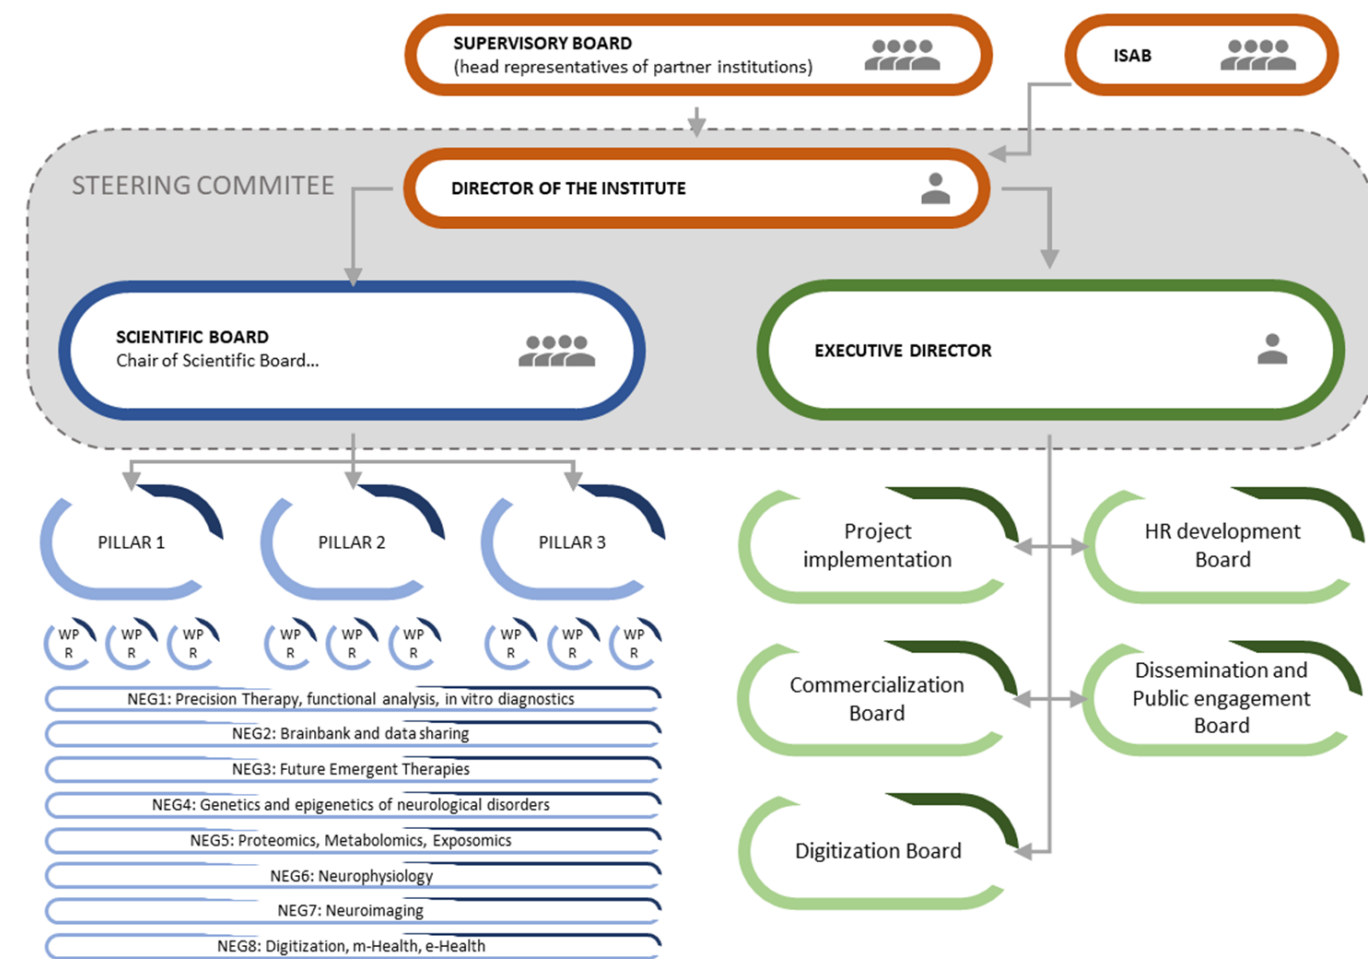 SUPERVISORY BOARD
(head representatives of partner institutions)
ISAB
STEERING COMMITEE
DIRECTOR OF THE INSTITUTE
SCIENTIFIC BOARD
Chair of Scientific Board...
EXECUTIVE DIRECTOR
PILLAR 1
PILLAR 2
PILLAR 3
WP
R
WP
R
WP
R
WP
R
WP
R
WP
R
WP
R
WP
R
WP
R
NEG1: Precision Therapy, functional analysis, in vitro diagnostics
NEG2: Brainbank and data sharing
NEG3: Future Emergent Therapies
NEG4: Genetics and epigenetics of neurological disorders
NEG5: Proteomics, Metabolomics, Exposomics
NEG6: Neurophysiology
NEG7: Neuroimaging
NEG8: Digitization, m-Health, e-Health
Project
implementation
HR development
Board
Commercialization
Board
Dissemination and
Public engagement
Board
Digitization Board